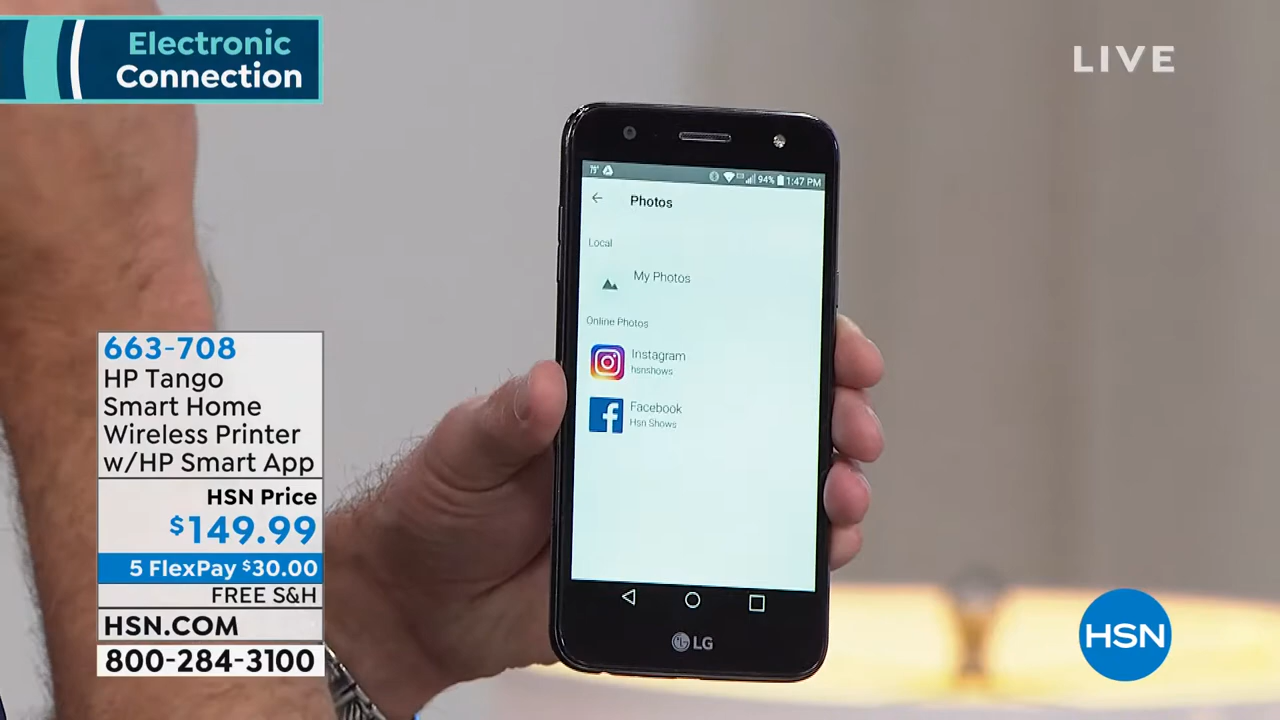 Electronic
Connection
LIVE
75°
94% 1:47 PM
Photos
Local
My Photos
Online Photos
Instagram
hsnshows
Facebook
Hsn Shows
LG
663-708
HP Tango
Smart Home
Wireless Printer
w/HP Smart App
HSN Price
$149.99
5 FlexPay $30.00
FREE S&H
HSN.COM
800-284-3100
HSN